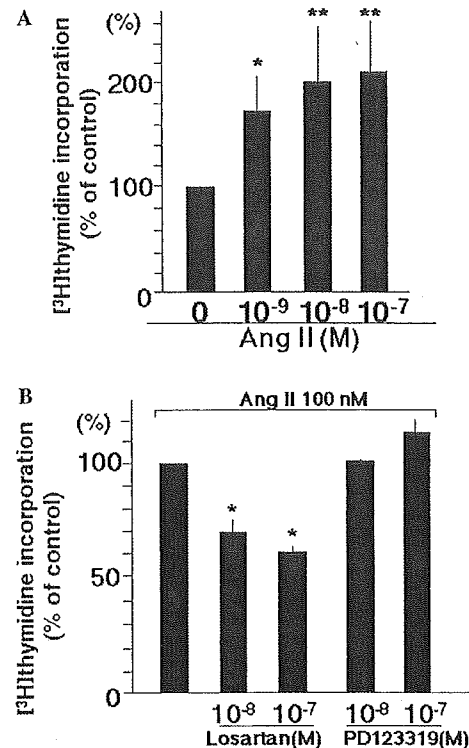 A
(%)
* ** **
200
100
0
[³H]thymidine incorporation
(% of control)
0 10⁻⁹ 10⁻⁸ 10⁻⁷
Ang II (M)
B
Ang II 100 nM
(%)
100
* *
50
0
[³H]thymidine incorporation
(% of control)
10⁻⁸ 10⁻⁷ 10⁻⁸ 10⁻⁷
Losartan(M) PD123319(M)